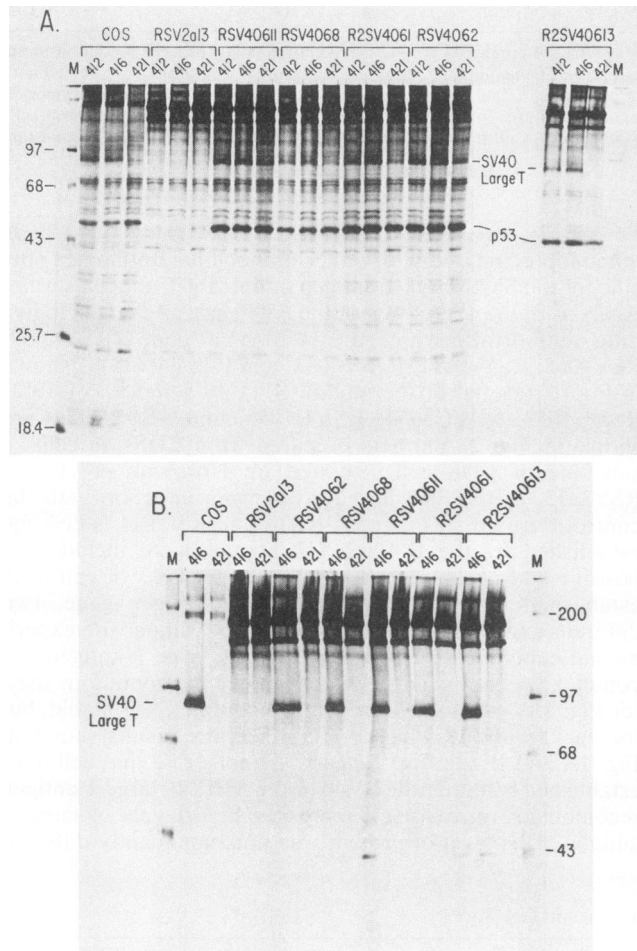 A.
COS RSV2a13 RSV40611 RSV4068 R2SV4061 RSV4062 R2SV40613
M 412 416 421 412 416 421 412 416 421 412 416 421 412 416 421 412 416 421 M 412 416 421
97-
68-
43-
25.7-
18.4-
-SV40
Large T
p53
B.
COS RSV2a13 RSV4062 RSV4068 RSV40611 R2SV4061 R2SV40613
M 416 421 416 421 416 421 416 421 416 421 416 421 416 421 M
SV40 -
Large T
-200
-97
-68
-43